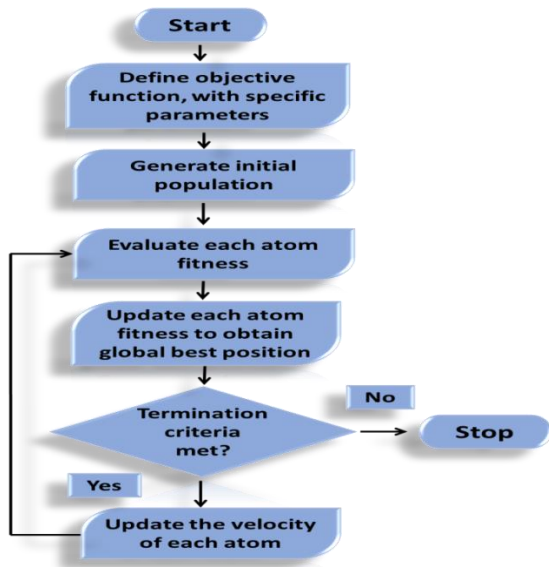 Start
Define objective
function, with specific
parameters
Generate initial
population
Evaluate each atom
fitness
Update each atom
fitness to obtain
global best position
Termination
criteria
met?
No
Stop
Yes
Update the velocity
of each atom